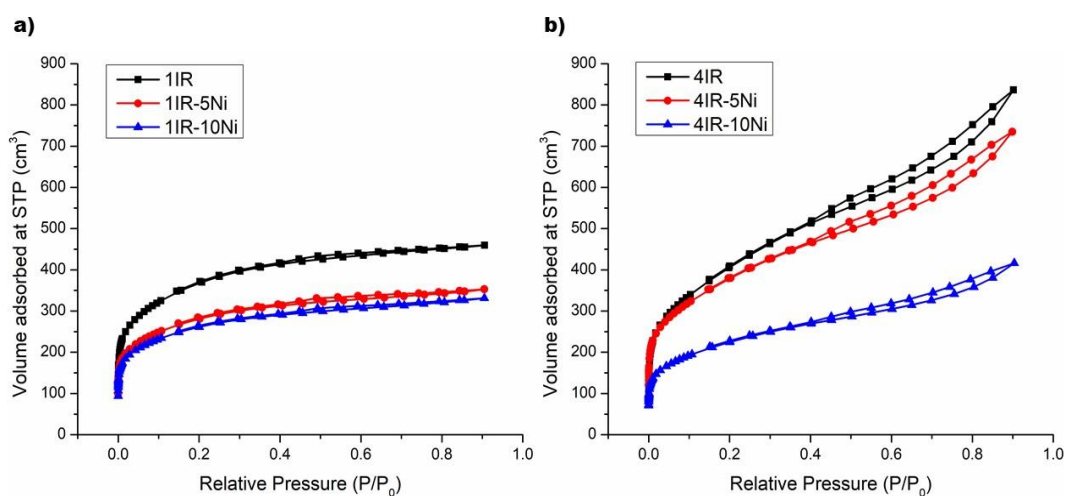 a)
1IR
1IR-5Ni
1IR-10Ni
900
800
700
600
500
400
300
200
100
0
Volume adsorbed at STP (cm³)
0.0 0.2 0.4 0.6 0.8 1.0
Relative Pressure (P/P₀)
b)
4IR
4IR-5Ni
4IR-10Ni
900
800
700
600
500
400
300
200
100
0
Volume adsorbed at STP (cm³)
0.0 0.2 0.4 0.6 0.8 1.0
Relative Pressure (P/P₀)